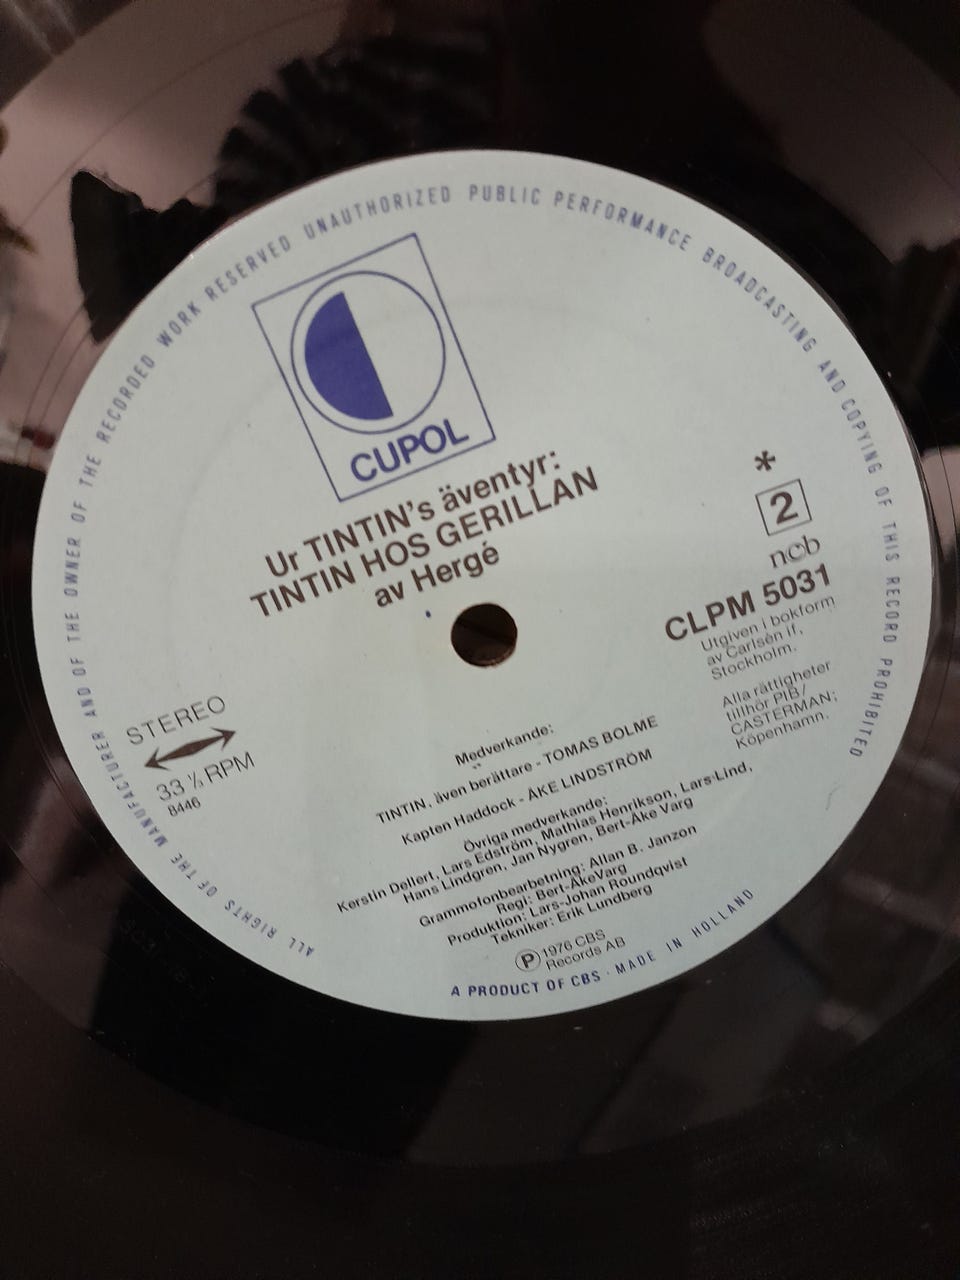 ALL RIGHTS OF THE MANUFACTURER AND OF THE OWNER OF THE RECORDED WORK RESERVED UNAUTHORIZED PUBLIC PERFORMANCE BROADCASTING AND COPYING OF THIS RECORD PROHIBITED
CUPOL
Ur TINTIN's äventyr:
TINTIN HOS GERILLAN
av Hergé
*
2
ncb
CLPM 5031
Utgiven i bokform
av Carlsèn if,
Stockholm.
Alla rättigheter
tillhör PIB/
CASTERMAN;
Köpenhamn.
STEREO
33 ⅓ RPM
8446
Medverkande:
TINTIN, även berättare - TOMAS BOLME
Kapten Haddock - ÅKE LINDSTRÖM
Övriga medverkande:
Kerstin Dellert, Lars Edström, Mathias Henrikson, Lars Lind,
Hans Lindgren, Jan Nygren, Bert-Åke Varg
Grammofonbearbetning: Allan B. Janzon
Regi: Bert-ÅkeVarg
Produktion: Lars-Johan Roundqvist
Tekniker: Erik Lundberg
Ⓟ 1976 CBS
Records AB
A PRODUCT OF CBS · MADE IN HOLLAND